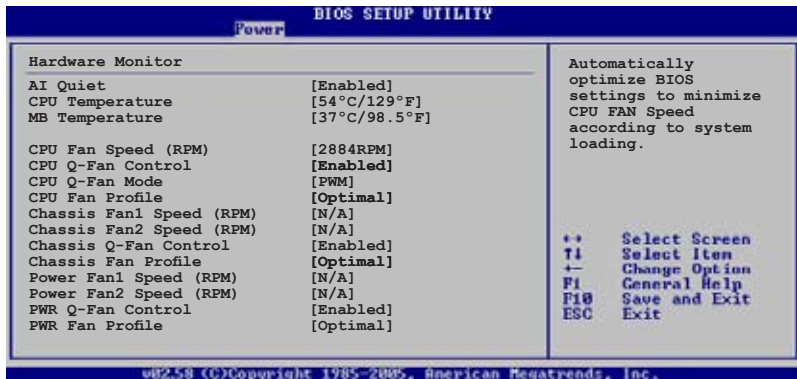 BIOS SETUP UTILITY
Power
Hardware Monitor
AI Quiet [Enabled]
CPU Temperature [54°C/129°F]
MB Temperature [37°C/98.5°F]
CPU Fan Speed (RPM) [2884RPM]
CPU Q-Fan Control [Enabled]
CPU Q-Fan Mode [PWM]
CPU Fan Profile [Optimal]
Chassis Fan1 Speed (RPM) [N/A]
Chassis Fan2 Speed (RPM) [N/A]
Chassis Q-Fan Control [Enabled]
Chassis Fan Profile [Optimal]
Power Fan1 Speed (RPM) [N/A]
Power Fan2 Speed (RPM) [N/A]
PWR Q-Fan Control [Enabled]
PWR Fan Profile [Optimal]
Automatically
optimize BIOS
settings to minimize
CPU FAN Speed
according to system
loading.
←→ Select Screen
↑↓ Select Item
+- Change Option
F1 General Help
F10 Save and Exit
ESC Exit
v02.58 (C)Copyright 1985-2005, American Megatrends, Inc.